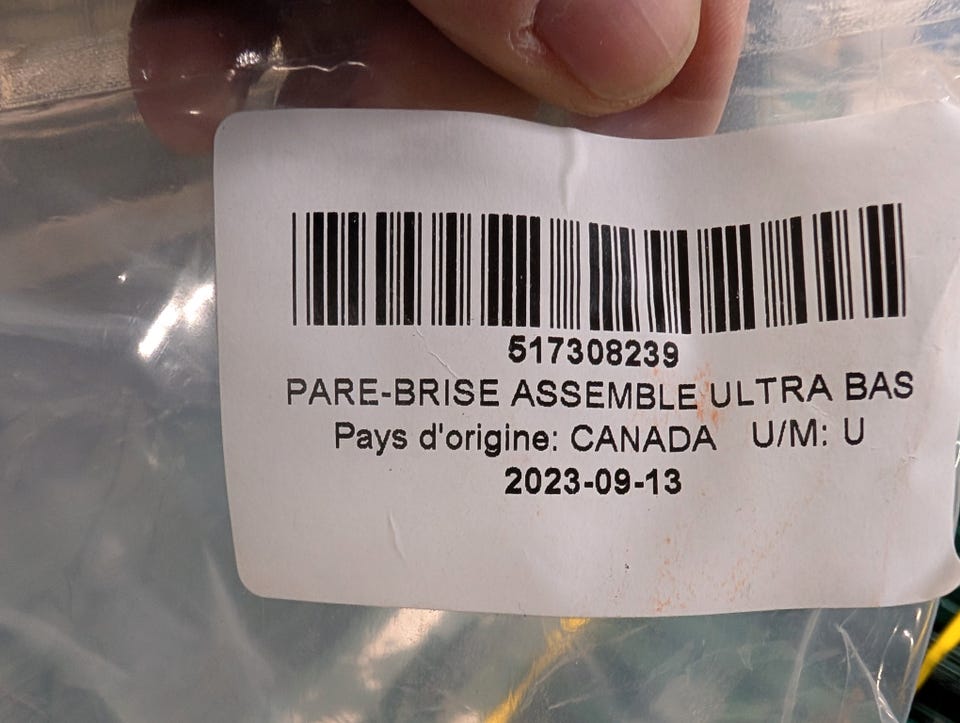 517308239
PARE-BRISE ASSEMBLE ULTRA BAS
Pays d'origine: CANADA U/M: U
2023-09-13